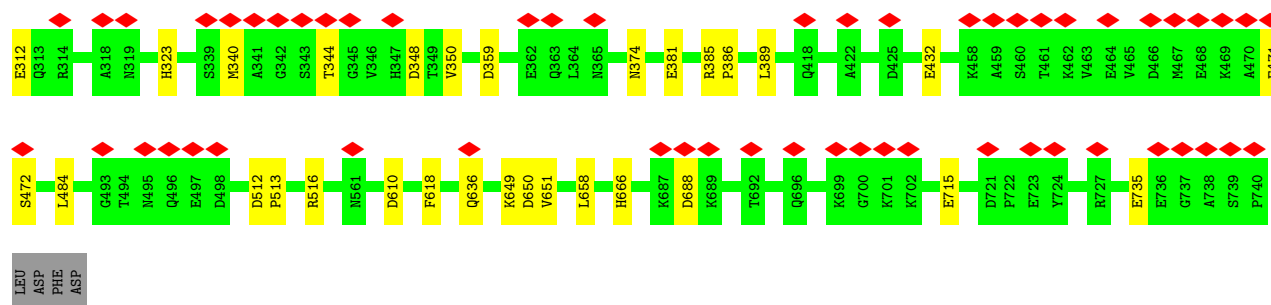 E312 Q313 R314 A318 N319 H323 S339 M340 A341 G342 S343 T344 G345 V346 H347 D348 T349 V350 D359 E362 Q363 L364 N365 N374 E381 R385 P386 L389 Q418 A422 D425 E432 K458 A459 S460 T461 K462 V463 E464 V465 D466 M467 E468 K469 A470
S472 L484 G493 T494 N495 Q496 E497 D498 D512 P513 R516 N561 D610 F618 Q636 K649 D650 V651 L658 H666 K687 D688 K689 T692 Q696 K699 G700 K701 K702 E715 D721 P722 E723 Y724 R727 E735 E736 G737 A738 S739 P740
LEU ASP PHE ASP